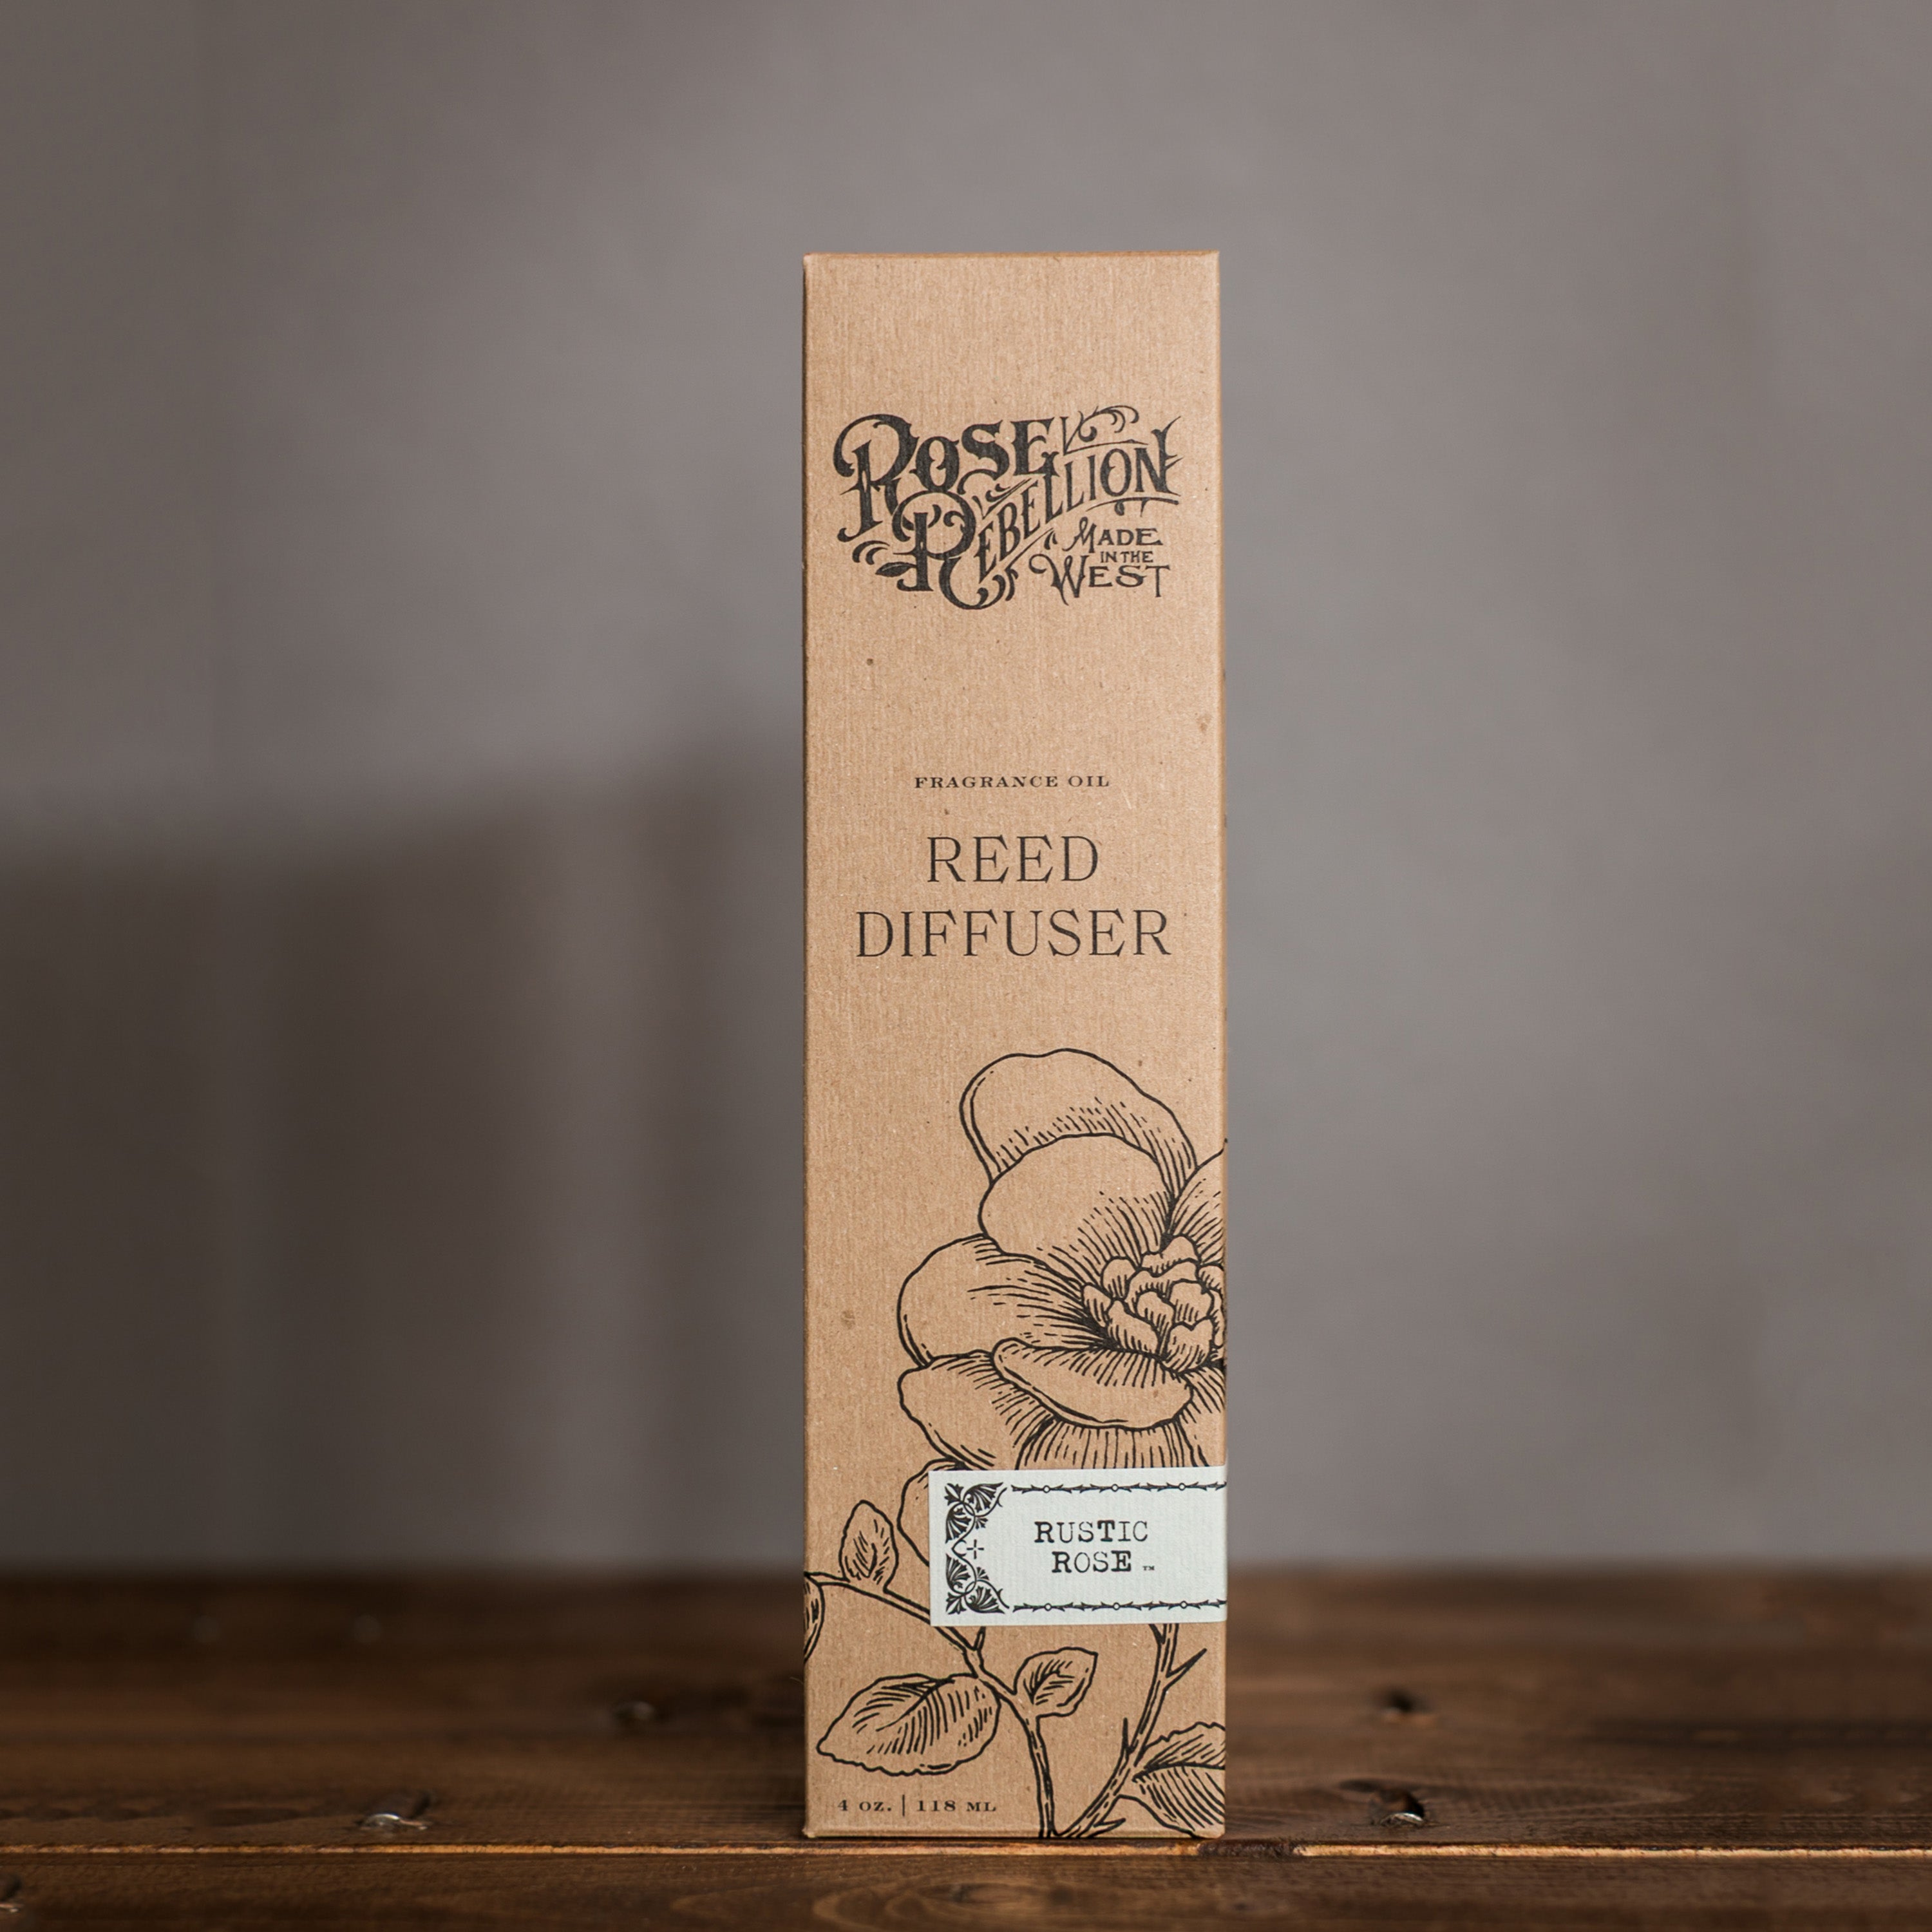 ROSE
REBELLION
MADE
IN THE
WEST
FRAGRANCE OIL
REED
DIFFUSER
RUSTIC
ROSE ™
4 OZ. | 118 ML